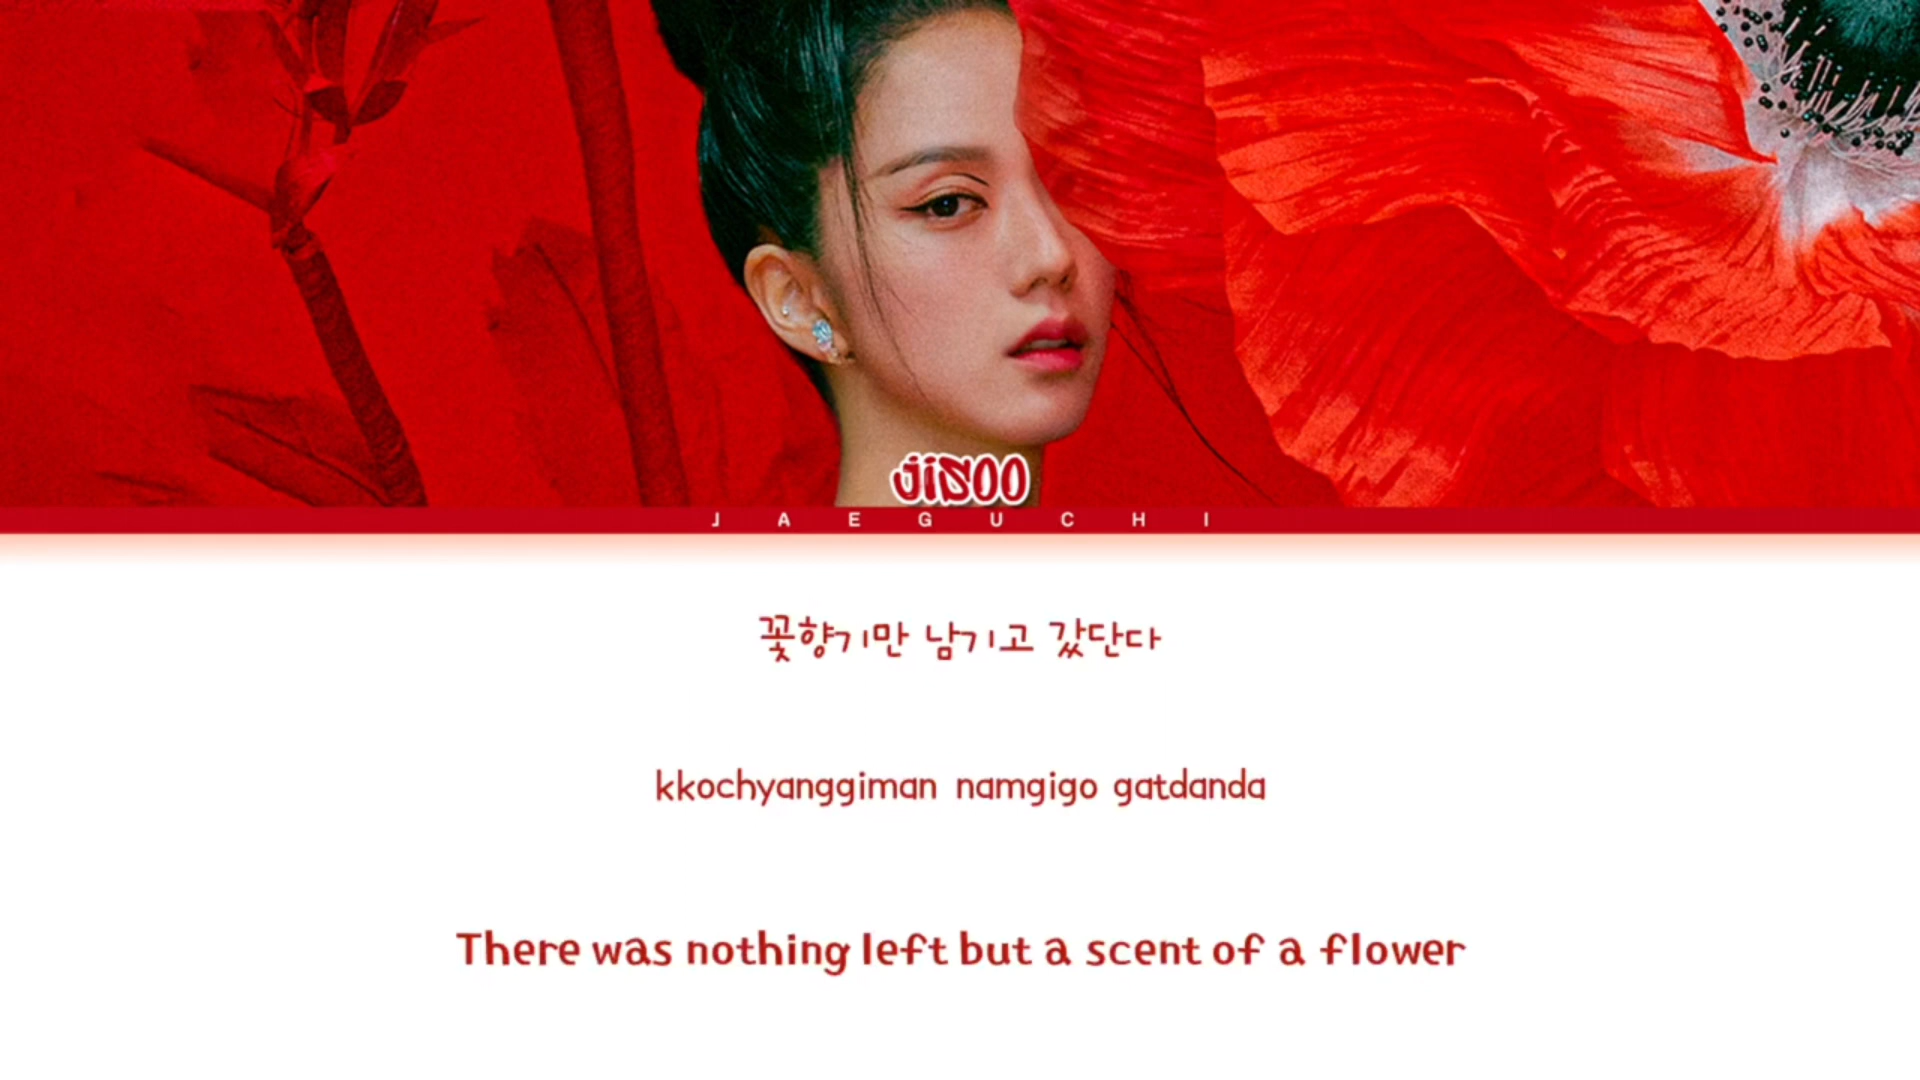 JISOO
JAEGUCHI
꽃향기만 남기고 갔단다
kkochyanggiman namgigo gatdanda
There was nothing left but a scent of a flower